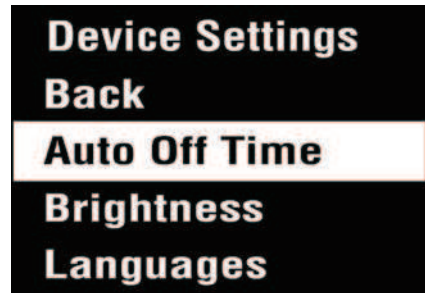 Device Settings
Back
Auto Off Time
Brightness
Languages